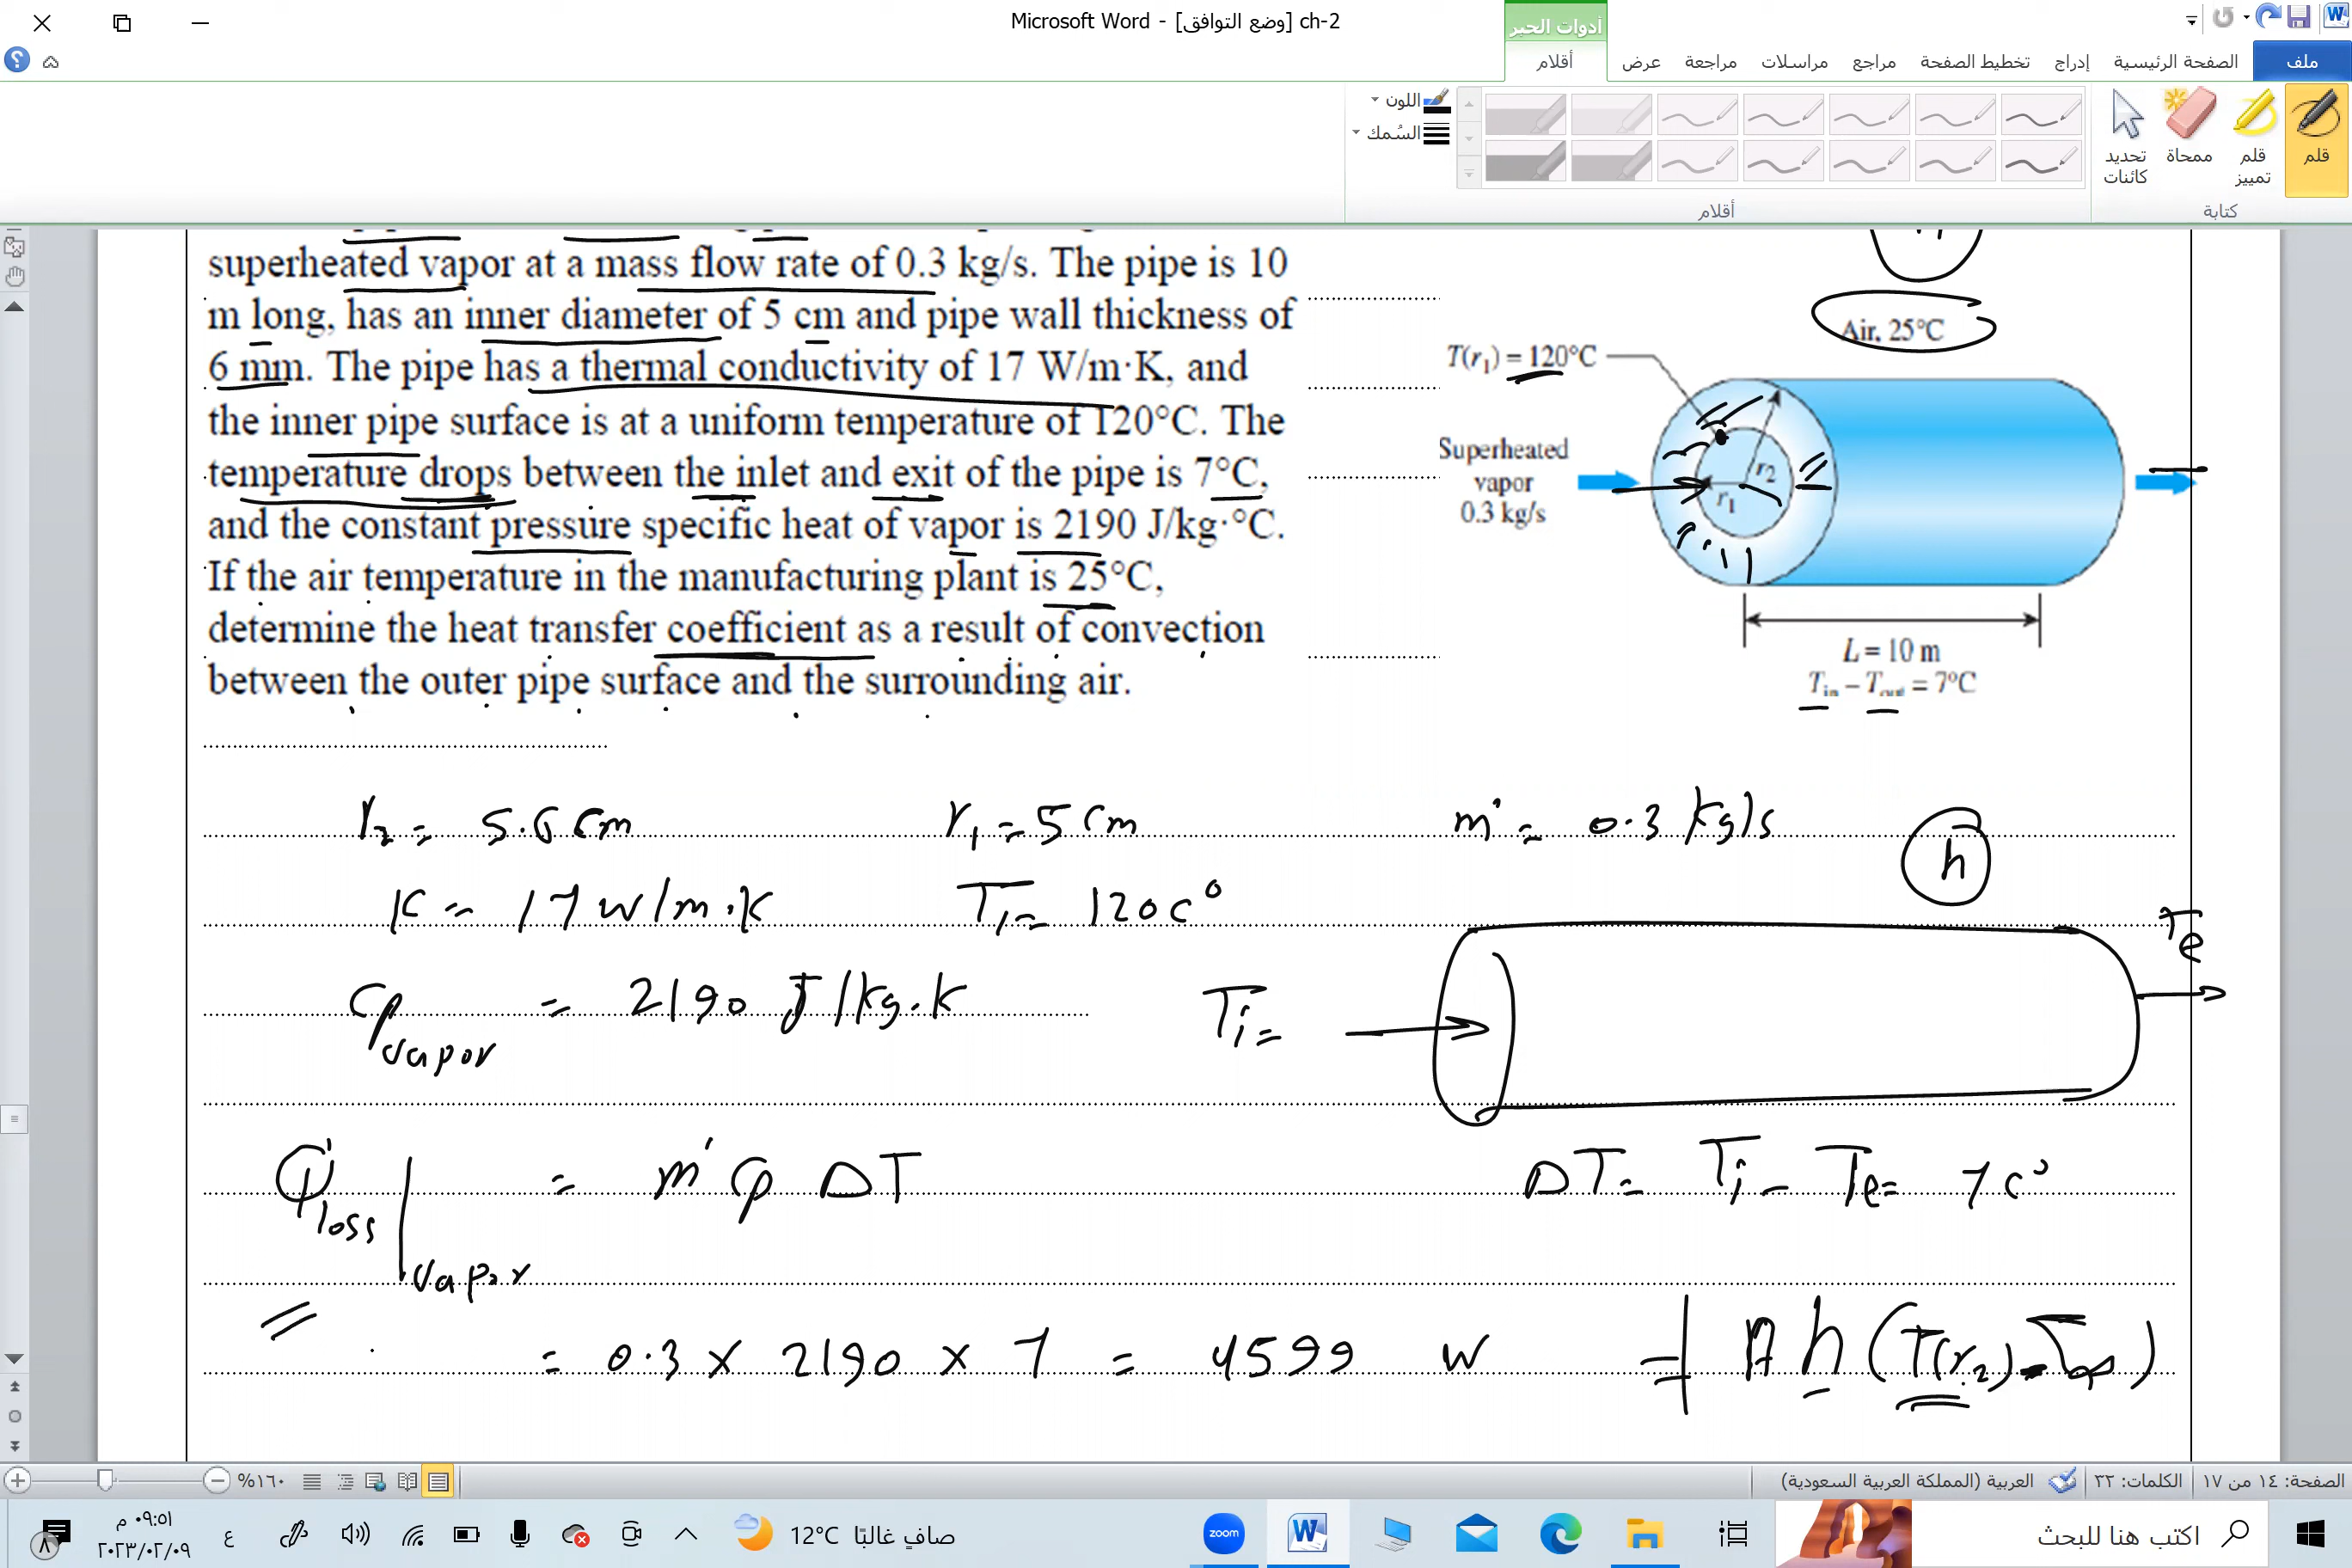 ch-2 [وضع التوافق] - Microsoft Word
أدوات الحبر
ملف
الصفحة الرئيسية
إدراج
تخطيط الصفحة
مراجع
مراسلات
مراجعة
عرض
أقلام
قلم
قلم تمييز
ممحاة
تحديد كائنات
اللون
السُمك
كتابة
أقلام
superheated vapor at a mass flow rate of 0.3 kg/s. The pipe is 10
m long, has an inner diameter of 5 cm and pipe wall thickness of
6 mm. The pipe has a thermal conductivity of 17 W/m·K, and
the inner pipe surface is at a uniform temperature of 120°C. The
temperature drops between the inlet and exit of the pipe is 7°C,
and the constant pressure specific heat of vapor is 2190 J/kg·°C.
If the air temperature in the manufacturing plant is 25°C,
determine the heat transfer coefficient as a result of convection
between the outer pipe surface and the surrounding air.
Air, 25°C
T(r₁) = 120°C
Superheated
vapor
0.3 kg/s
r₂
r₁
L = 10 m
Tin – Tout = 7°C
r₂ = 5.6 cm r₁ = 5 cm ṁ = 0.3 kg/s h
K = 17 w/m.K T₁ = 120 c°
Te
Cp vapor = 2190 J/kg.K Ti =
Q̇loss | vapor = ṁ Cp ΔT ΔT = Ti - Te = 7 c°
= 0.3 × 2190 × 7 = 4599 W = A h (T(r₂) - T∞)
١٦٠%
العربية (المملكة العربية السعودية)
الكلمات: ٣٢
الصفحة: ١٤ من ١٧
٠٩:٥١ م
٢٠٢٣/٠٢/٠٩
٨
ع
12°C صافٍ غالبًا
zoom
اكتب هنا للبحث